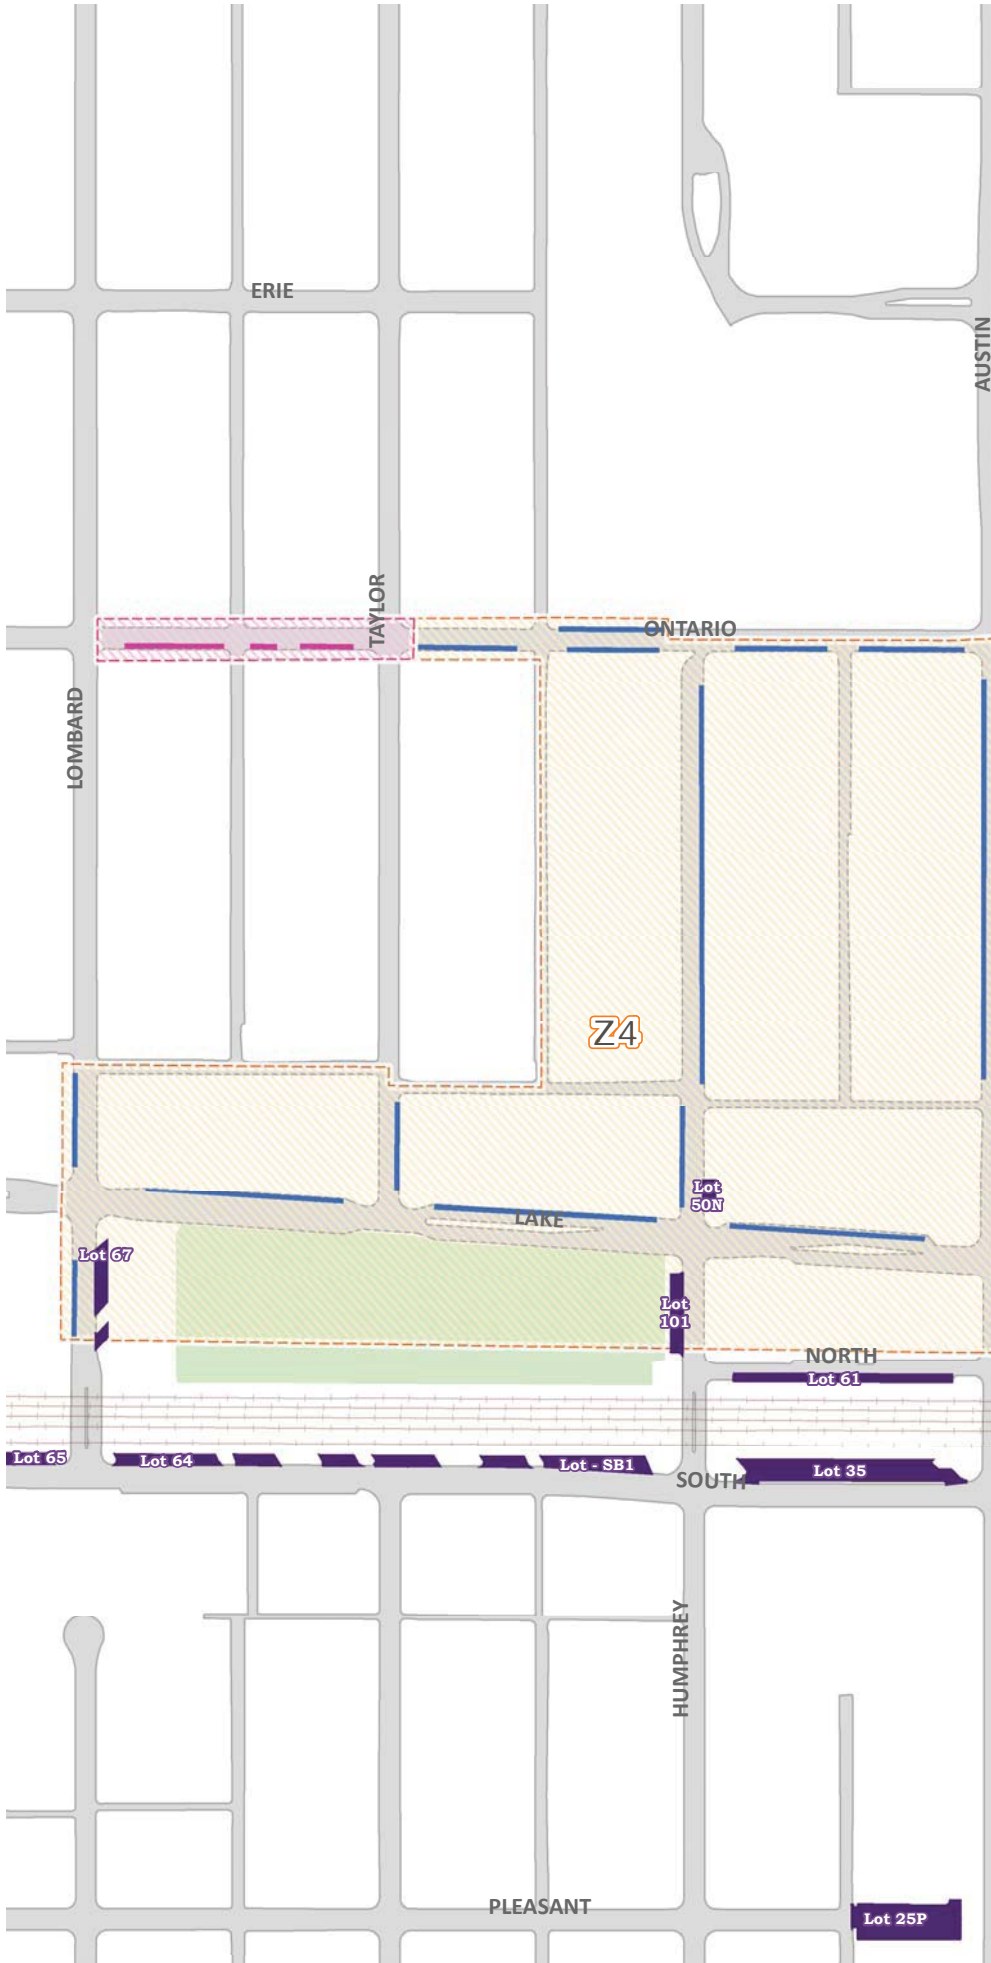 ERIE
AUSTIN
TAYLOR
ONTARIO
LOMBARD
Z4
Lot
50N
LAKE
Lot 67
Lot
101
NORTH
Lot 61
Lot 65
Lot 64
Lot - SB1
Lot 35
SOUTH
HUMPHREY
PLEASANT
Lot 25P